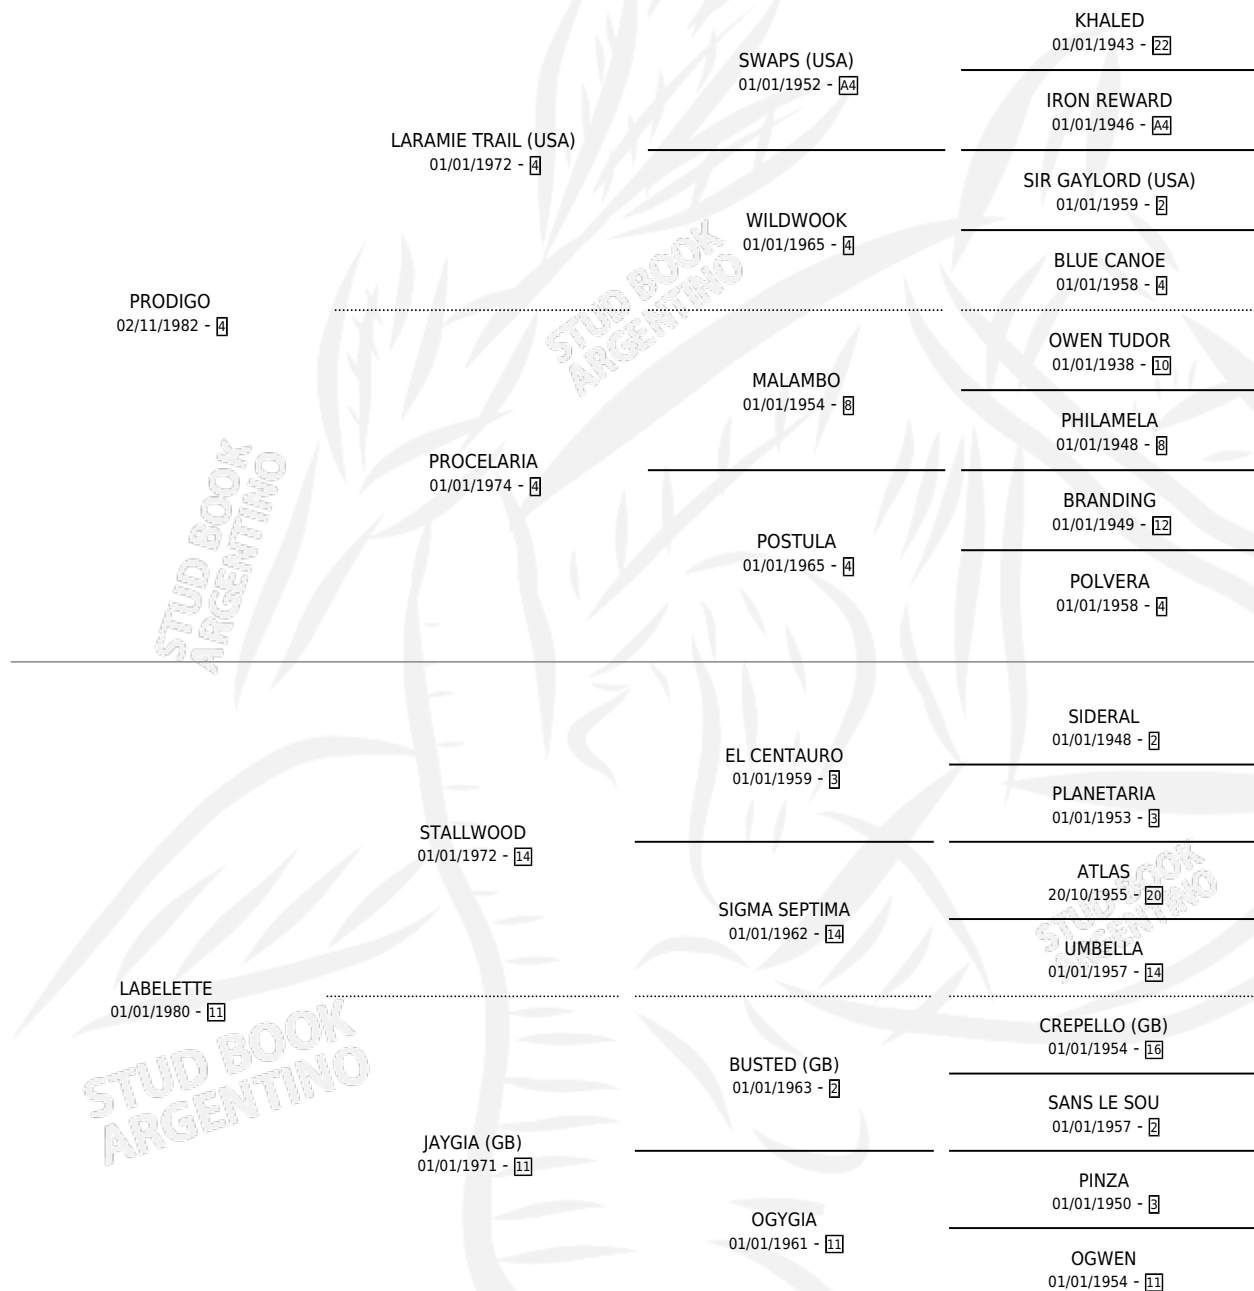 KHALED
01/01/1943 - 22
SWAPS (USA)
01/01/1952 - A4
IRON REWARD
01/01/1946 - A4
LARAMIE TRAIL (USA)
01/01/1972 - 4
SIR GAYLORD (USA)
01/01/1959 - 2
WILDWOOK
01/01/1965 - 4
BLUE CANOE
01/01/1958 - 4
PRODIGO
02/11/1982 - 4
OWEN TUDOR
01/01/1938 - 10
MALAMBO
01/01/1954 - 8
PHILAMELA
01/01/1948 - 8
PROCELARIA
01/01/1974 - 4
BRANDING
01/01/1949 - 12
POSTULA
01/01/1965 - 4
POLVERA
01/01/1958 - 4
SIDERAL
01/01/1948 - 2
EL CENTAURO
01/01/1959 - 3
PLANETARIA
01/01/1953 - 3
STALLWOOD
01/01/1972 - 14
ATLAS
20/10/1955 - 20
SIGMA SEPTIMA
01/01/1962 - 14
UMBELLA
01/01/1957 - 14
LABELETTE
01/01/1980 - 11
CREPELLO (GB)
01/01/1954 - 16
BUSTED (GB)
01/01/1963 - 2
SANS LE SOU
01/01/1957 - 2
JAYGIA (GB)
01/01/1971 - 11
PINZA
01/01/1950 - 3
OGYGIA
01/01/1961 - 11
OGWEN
01/01/1954 - 11
STUD BOOK
ARGENTINO
STUD BOOK
ARGENTINO
STUD BOOK
ARGENTINO
STUD BOOK
ARGENTINO